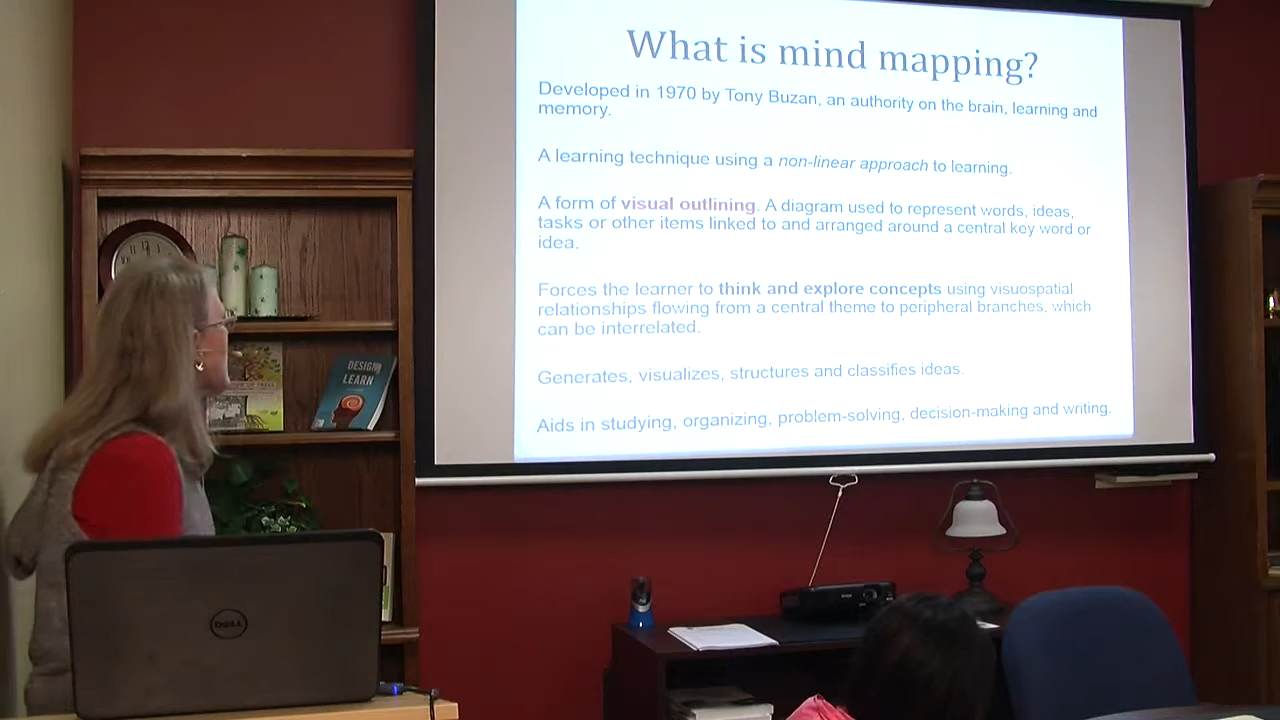 What is mind mapping?
Developed in 1970 by Tony Buzan, an authority on the brain, learning and
memory.
A learning technique using a non-linear approach to learning.
A form of visual outlining. A diagram used to represent words, ideas,
tasks or other items linked to and arranged around a central key word or
idea.
Forces the learner to think and explore concepts using visuospatial
relationships flowing from a central theme to peripheral branches, which
can be interrelated.
Generates, visualizes, structures and classifies ideas.
Aids in studying, organizing, problem-solving, decision-making and writing.
DESIGN
LEARN
DELL